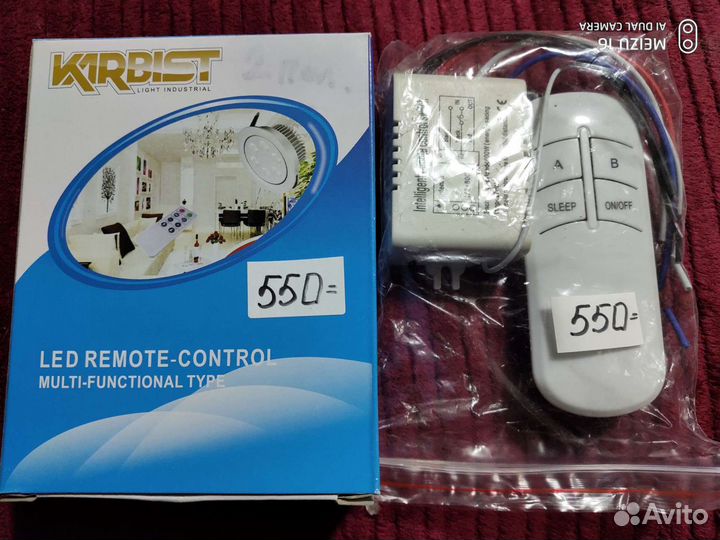 KARBIST
LIGHT INDUSTRIAL
550=
LED REMOTE-CONTROL
MULTI-FUNCTIONAL TYPE
Intelligent
A
B
SLEEP
ON/OFF
550=
MEIZU 16
AI DUAL CAMERA
Avito